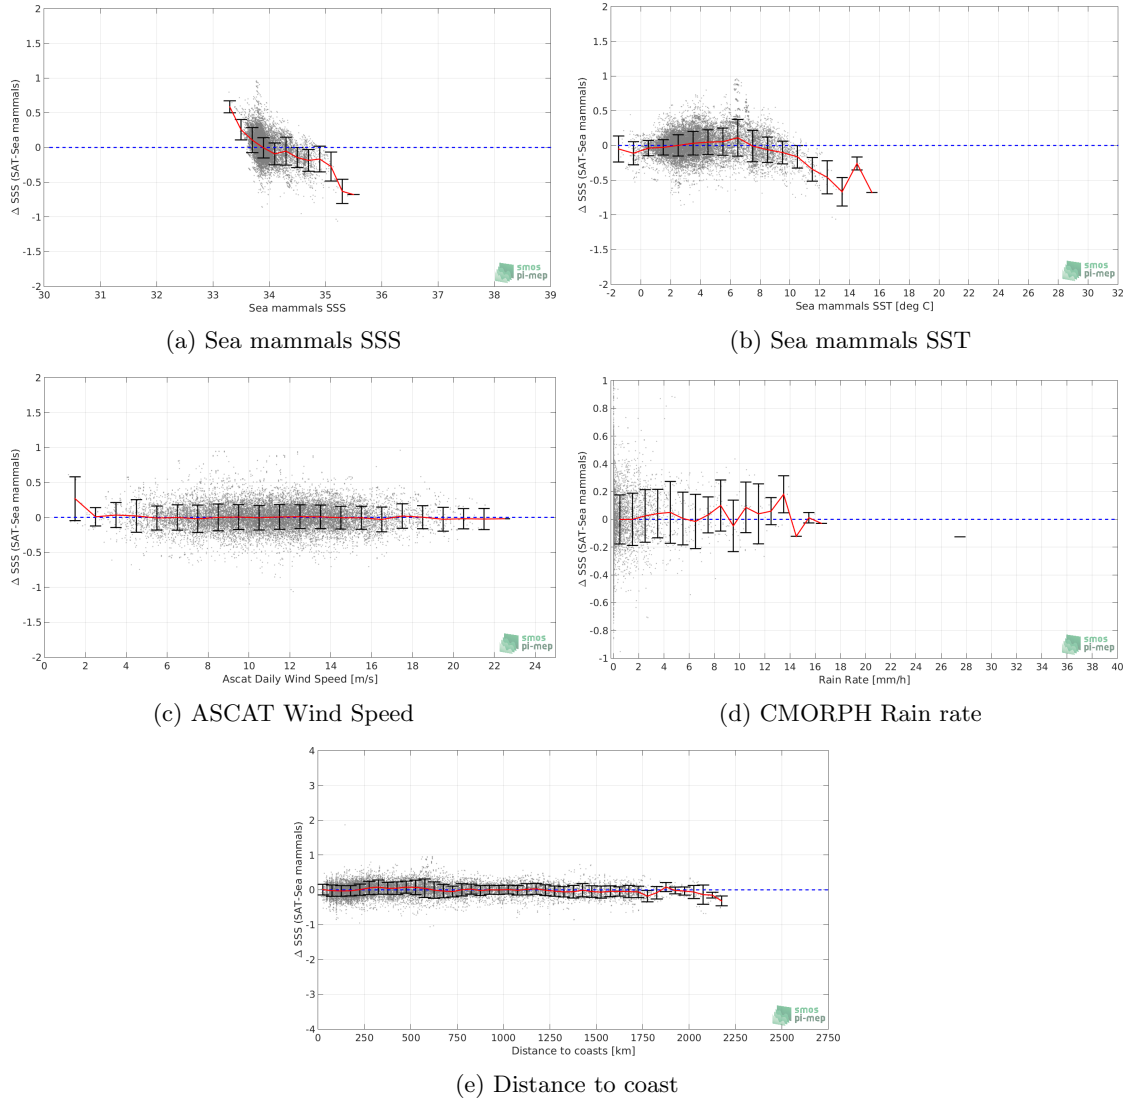 2
1.5
1
0.5
0
-0.5
-1
-1.5
-2
Δ SSS (SAT-Sea mammals)
30 31 32 33 34 35 36 37 38 39
Sea mammals SSS
smos
pi-mep
(a) Sea mammals SSS
2
1.5
1
0.5
0
-0.5
-1
-1.5
-2
Δ SSS (SAT-Sea mammals)
-2 0 2 4 6 8 10 12 14 16 18 20 22 24 26 28 30 32
Sea mammals SST [deg C]
smos
pi-mep
(b) Sea mammals SST
2
1.5
1
0.5
0
-0.5
-1
-1.5
-2
Δ SSS (SAT-Sea mammals)
0 2 4 6 8 10 12 14 16 18 20 22 24
Ascat Daily Wind Speed [m/s]
smos
pi-mep
(c) ASCAT Wind Speed
1
0.8
0.6
0.4
0.2
0
-0.2
-0.4
-0.6
-0.8
-1
Δ SSS (SAT-Sea mammals)
0 2 4 6 8 10 12 14 16 18 20 22 24 26 28 30 32 34 36 38 40
Rain Rate [mm/h]
smos
pi-mep
(d) CMORPH Rain rate
4
3
2
1
0
-1
-2
-3
-4
Δ SSS (SAT-Sea mammals)
0 250 500 750 1000 1250 1500 1750 2000 2250 2500 2750
Distance to coasts [km]
smos
pi-mep
(e) Distance to coast